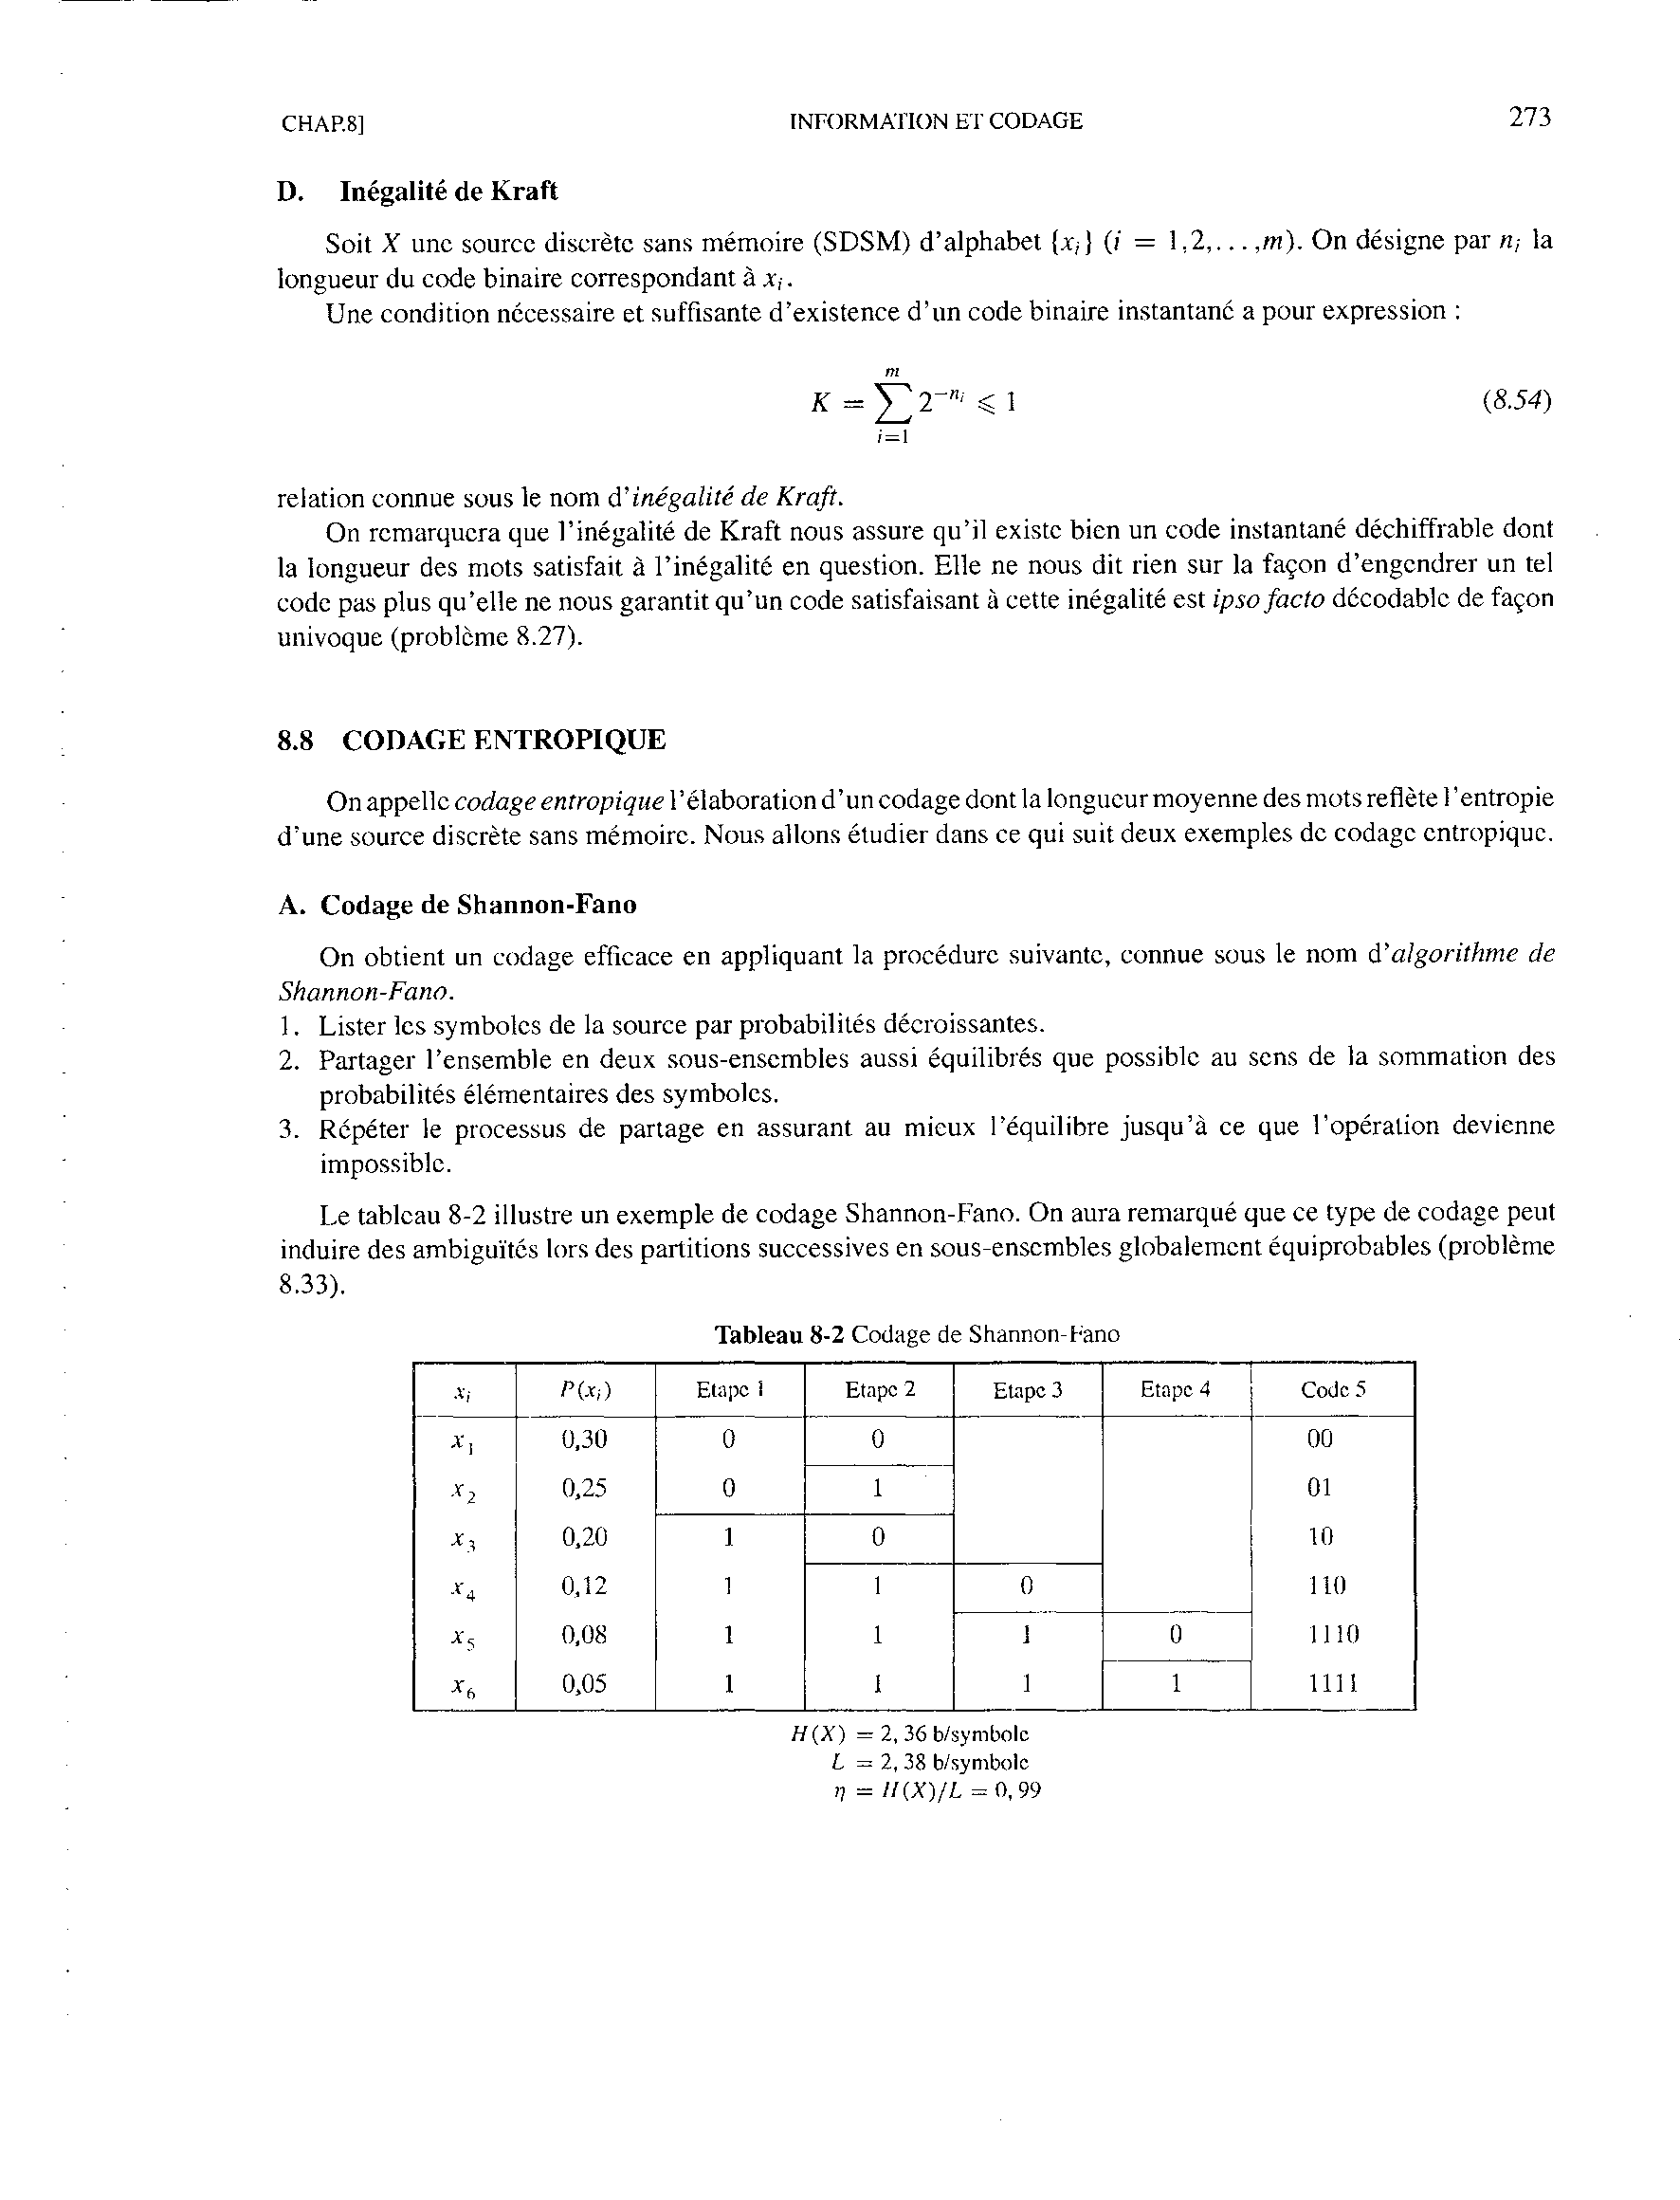 CHAP.8] INFORMATION ET CODAGE 273
D. Inégalité de Kraft
Soit X une source discrète sans mémoire (SDSM) d'alphabet {xᵢ} (i = 1,2,...,m). On désigne par nᵢ la
longueur du code binaire correspondant à xᵢ.
Une condition nécessaire et suffisante d'existence d'un code binaire instantané a pour expression :
K = ∑_{i=1}^{m} 2^{−nᵢ} ⩽ 1 (8.54)
relation connue sous le nom d'inégalité de Kraft.
On remarquera que l'inégalité de Kraft nous assure qu'il existe bien un code instantané déchiffrable dont
la longueur des mots satisfait à l'inégalité en question. Elle ne nous dit rien sur la façon d'engendrer un tel
code pas plus qu'elle ne nous garantit qu'un code satisfaisant à cette inégalité est ipso facto décodable de façon
univoque (problème 8.27).
8.8 CODAGE ENTROPIQUE
On appelle codage entropique l'élaboration d'un codage dont la longueur moyenne des mots reflète l'entropie
d'une source discrète sans mémoire. Nous allons étudier dans ce qui suit deux exemples de codage entropique.
A. Codage de Shannon-Fano
On obtient un codage efficace en appliquant la procédure suivante, connue sous le nom d'algorithme de
Shannon-Fano.
1. Lister les symboles de la source par probabilités décroissantes.
2. Partager l'ensemble en deux sous-ensembles aussi équilibrés que possible au sens de la sommation des
probabilités élémentaires des symboles.
3. Répéter le processus de partage en assurant au mieux l'équilibre jusqu'à ce que l'opération devienne
impossible.
Le tableau 8-2 illustre un exemple de codage Shannon-Fano. On aura remarqué que ce type de codage peut
induire des ambiguïtés lors des partitions successives en sous-ensembles globalement équiprobables (problème
8.33).
Tableau 8-2 Codage de Shannon-Fano
xᵢ P(xᵢ) Etape 1 Etape 2 Etape 3 Etape 4 Code 5
x₁ 0,30 0 0 00
x₂ 0,25 0 1 01
x₃ 0,20 1 0 10
x₄ 0,12 1 1 0 110
x₅ 0,08 1 1 1 0 1110
x₆ 0,05 1 1 1 1 1111
H(X) = 2, 36 b/symbole
L = 2, 38 b/symbole
η = H(X)/L = 0, 99